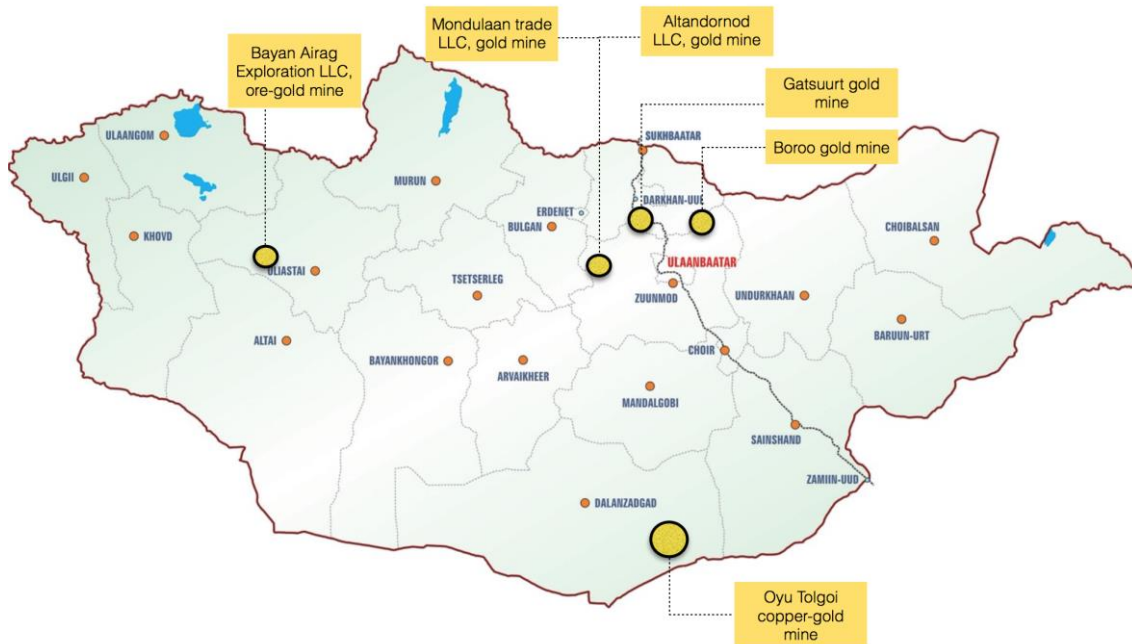 Mondulaan trade
LLC, gold mine
Altandornod
LLC, gold mine
Bayan Airag
Exploration LLC,
ore-gold mine
Gatsuurt gold
mine
Boroo gold mine
ULAANGOM
SUKHBAATAR
ULGII
MURUN
DARKHAN-UUL
ERDENET
BULGAN
KHOVD
CHOIBALSAN
ULIASTAI
ULAANBAATAR
TSETSERLEG
ZUUNMOD
UNDURKHAAN
BARUUN-URT
ALTAI
BAYANKHONGOR
ARVAIKHEER
CHOIR
MANDALGOBI
SAINSHAND
ZAMIIN-UUD
DALANZADGAD
Oyu Tolgoi
copper-gold
mine